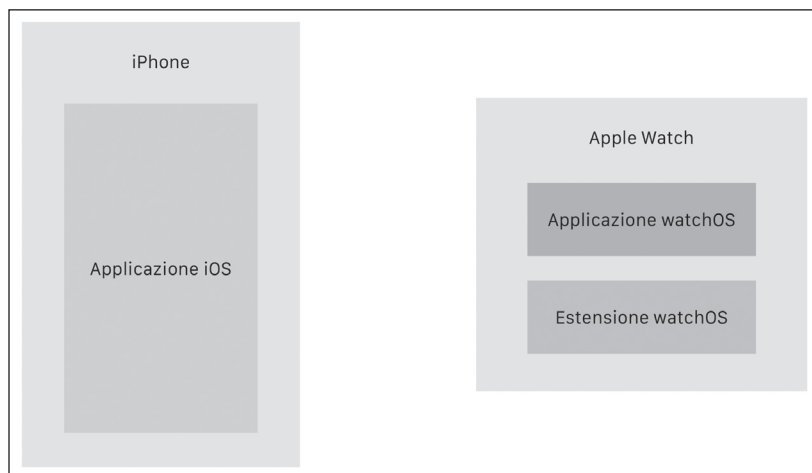 iPhone
Applicazione iOS
Apple Watch
Applicazione watchOS
Estensione watchOS